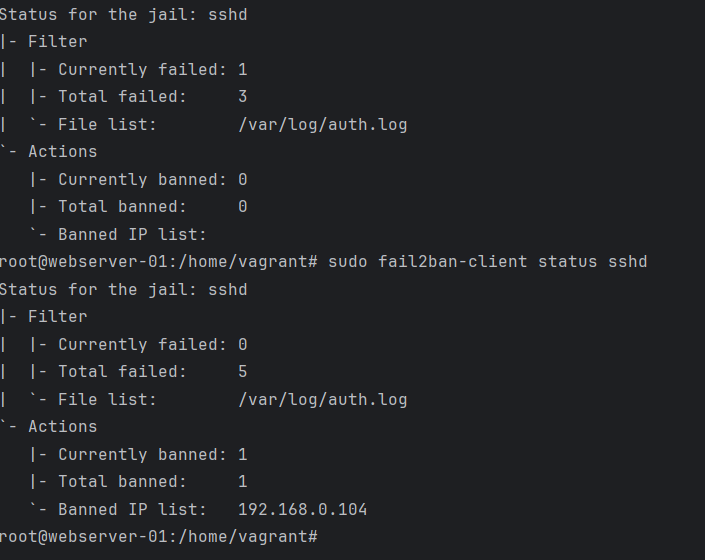 Status for the jail: sshd
|- Filter
|  |- Currently failed: 1
|  |- Total failed:     3
|  `- File list:        /var/log/auth.log
`- Actions
   |- Currently banned: 0
   |- Total banned:     0
   `- Banned IP list:
root@webserver-01:/home/vagrant# sudo fail2ban-client status sshd
Status for the jail: sshd
|- Filter
|  |- Currently failed: 0
|  |- Total failed:     5
|  `- File list:        /var/log/auth.log
`- Actions
   |- Currently banned: 1
   |- Total banned:     1
   `- Banned IP list:   192.168.0.104
root@webserver-01:/home/vagrant#